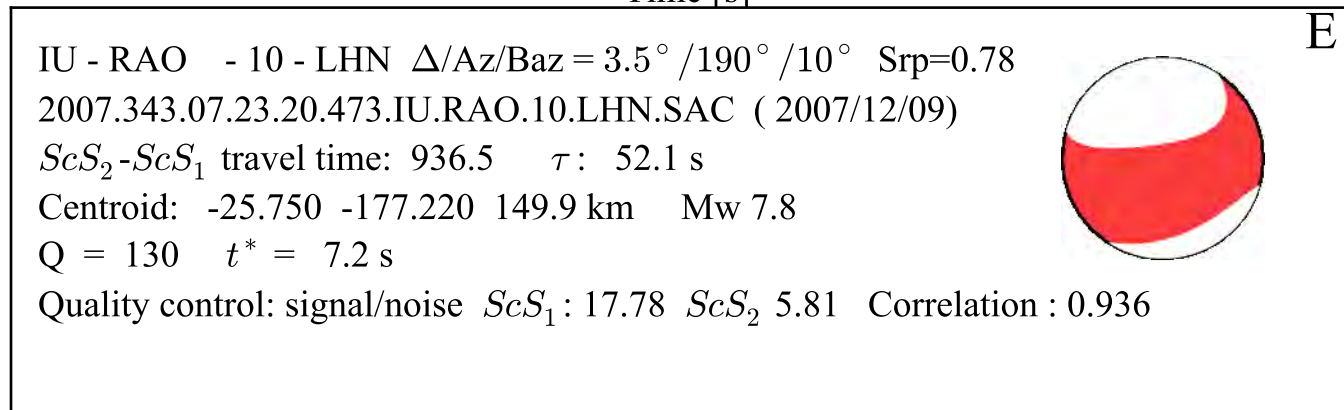 Time [s]
E
IU - RAO - 10 - LHN Δ/Az/Baz = 3.5° /190° /10° Srp=0.78
2007.343.07.23.20.473.IU.RAO.10.LHN.SAC ( 2007/12/09)
ScS₂-ScS₁ travel time: 936.5 τ : 52.1 s
Centroid: -25.750 -177.220 149.9 km Mw 7.8
Q = 130 t* = 7.2 s
Quality control: signal/noise ScS₁ : 17.78 ScS₂ 5.81 Correlation : 0.936